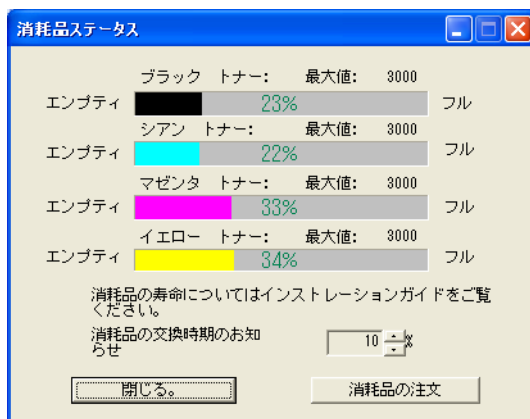 消耗品ステータス
ブラック トナー: 最大値: 3000
エンプティ 23% フル
シアン トナー: 最大値: 3000
エンプティ 22% フル
マゼンタ トナー: 最大値: 3000
エンプティ 33% フル
イエロー トナー: 最大値: 3000
エンプティ 34% フル
消耗品の寿命についてはインストレーションガイドをご覧
ください。
消耗品の交換時期のお知
らせ 10 %
閉じる。 消耗品の注文